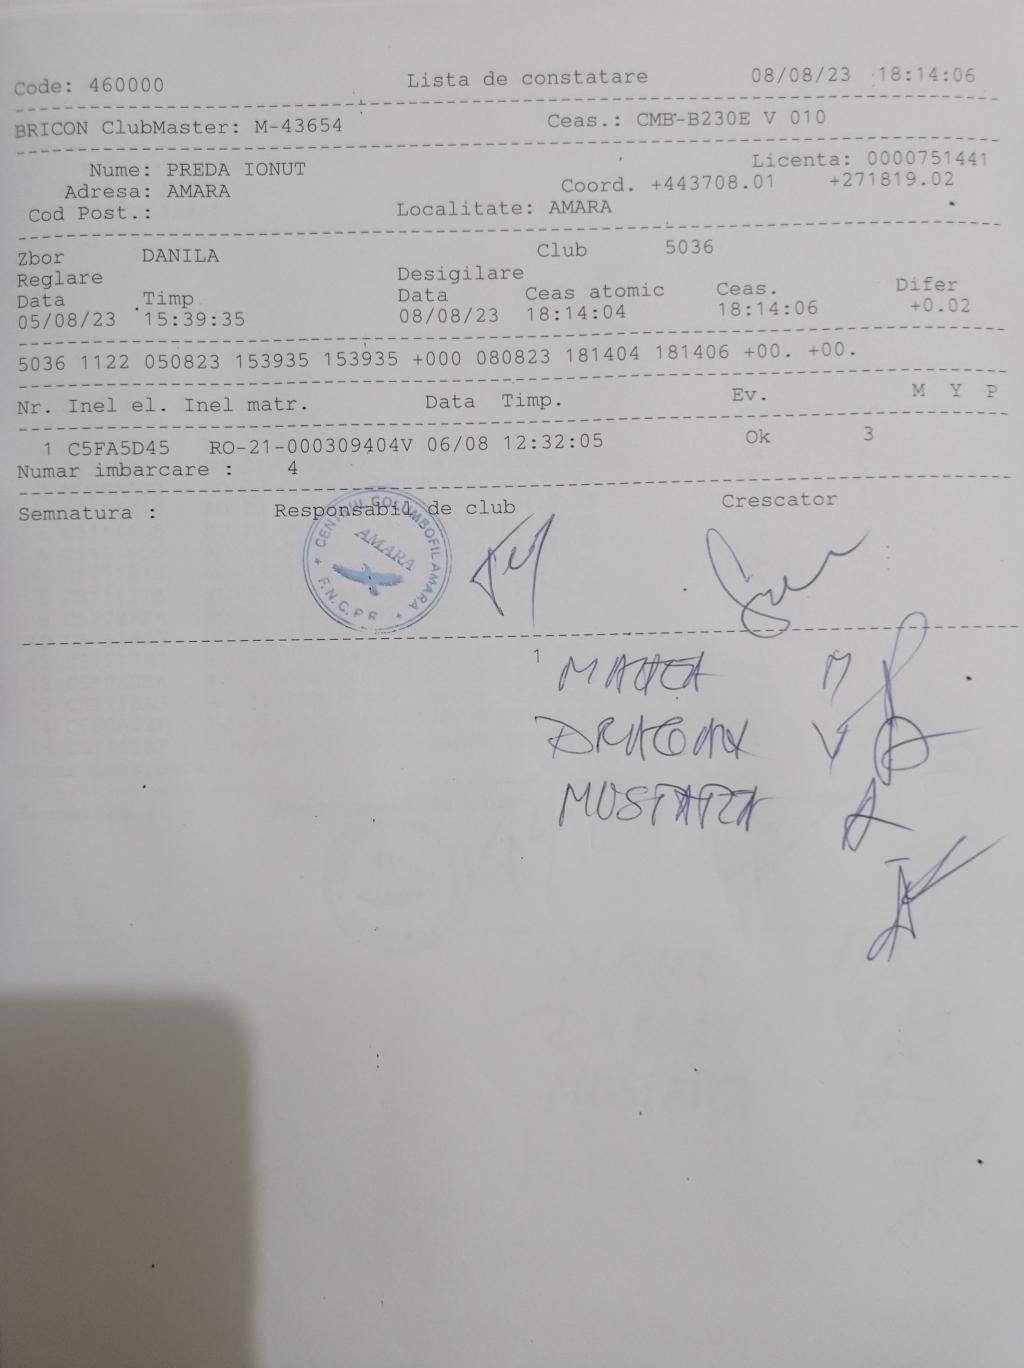 Code: 460000 Lista de constatare 08/08/23 18:14:06
BRICON ClubMaster: M-43654 Ceas.: CMB-B230E V 010
Nume: PREDA IONUT Licenta: 0000751441
Adresa: AMARA Coord. +443708.01 +271819.02
Cod Post.: Localitate: AMARA
Zbor DANILA Club 5036
Reglare Desigilare
Data Timp Data Ceas atomic Ceas. Difer
05/08/23 15:39:35 08/08/23 18:14:04 18:14:06 +0.02
5036 1122 050823 153935 153935 +000 080823 181404 181406 +00. +00.
Nr. Inel el. Inel matr. Data Timp. Ev. M Y P
1 C5FA5D45 RO-21-000309404V 06/08 12:32:05 Ok 3
Numar imbarcare : 4
Semnatura : Responsabil de club Crescator
CENTRUL COLUMBOFIL AMARA
AMARA
F.N.C.P.R
1
DRAGAN V
MUSTATEA A